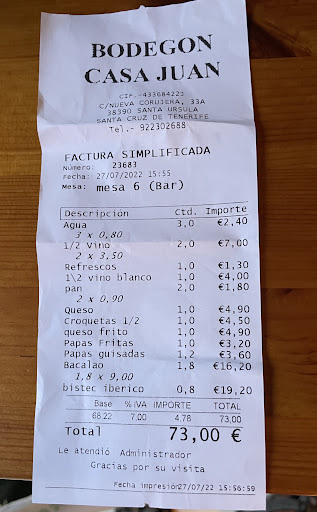 BODEGON
CASA JUAN
CIF.-433684225
C/NUEVA CORUJERA, 33A
38390 SANTA URSULA
SANTA CRUZ DE TENERIFE
Tel.- 922302688
FACTURA SIMPLIFICADA
Número: 23683
Fecha: 27/07/2022 15:55
Mesa: mesa 6 (Bar)
Descripción Ctd. Importe
Agua 3,0 €2,40
3 x 0,80
1/2 Vino 2,0 €7,00
2 x 3,50
Refrescos 1,0 €1,30
1\2 vino blanco 1,0 €4,00
pan 2,0 €1,80
2 x 0,90
Queso 1,0 €4,90
Croquetas 1/2 1,0 €4,50
queso frito 1,0 €4,90
Papas Fritas 1,0 €3,20
Papas guisadas 1,2 €3,60
Bacalao 1,8 €16,20
1,8 x 9,00
bistec iberico 0,8 €19,20
Base % IVA IMPORTE TOTAL
68.22 7,00 4.78 73,00
Total 73,00 €
Le atendió Administrador
Gracias por su visita
Fecha impresión27/07/22 15:56:59